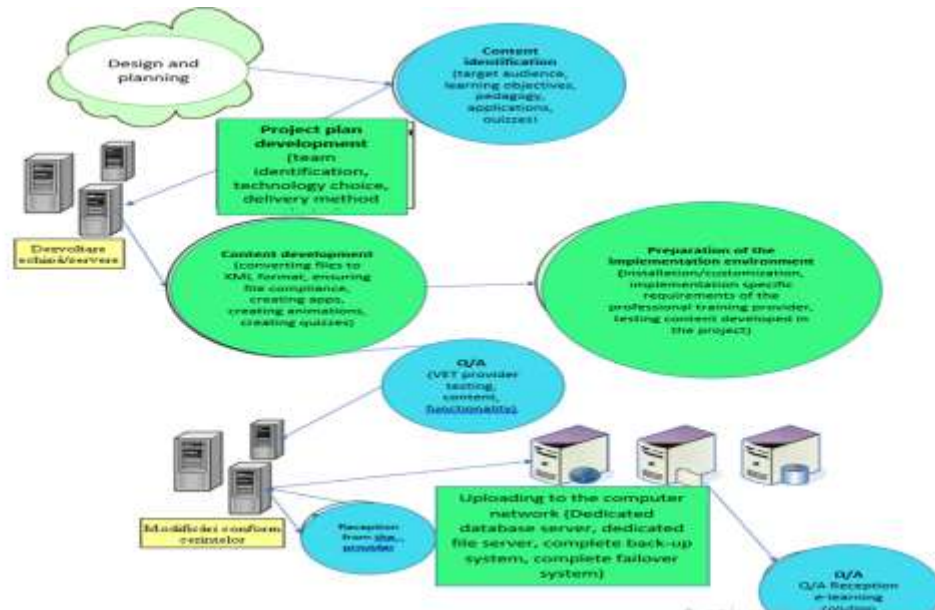 Design and
planning
Content
identification
(target audience,
learning objectives,
pedagogy,
applications,
quizzes)
Project plan
development
(team
identification,
technology choice,
delivery method
Dezvoltare
echipă/servere
Content development
(converting files to
XML format, ensuring
file compliance,
creating apps,
creating animations,
creating quizzes)
Preparation of the
implementation environment
(installation/customization,
implementation specific
requirements of the
professional training provider,
testing content developed in
the project)
Q/A
(VET provider
testing,
content,
functionality)
Modificări conform
cerintelor
Reception
from the
provider
Uploading to the computer
network (Dedicated
database server, dedicated
file server, complete back-up
system, complete failover
system)
Q/A
Q/A Reception
e-learning